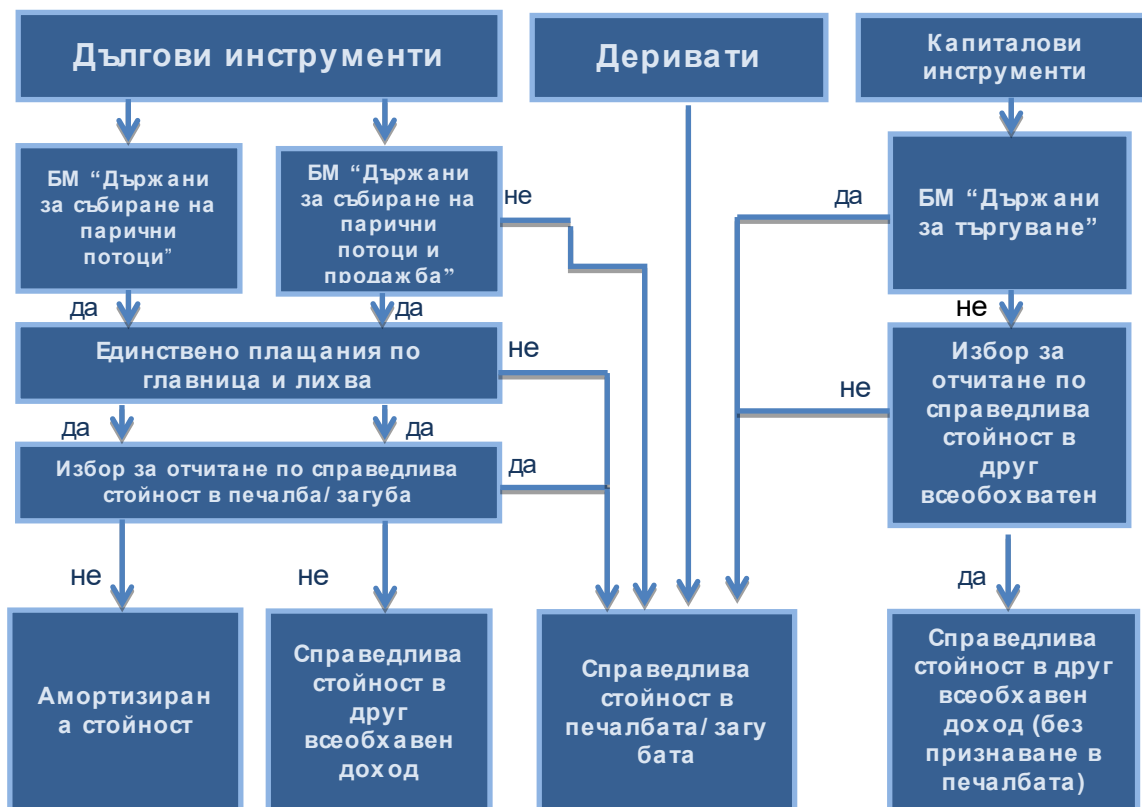 Дългови инструменти
Деривати
Капиталови
инструменти
БМ “Държани
за събиране на
парични
потоци”
БМ “Държани
за събиране на
парични
потоци и
продажба”
не
да
БМ “Държани
за търгуване”
да
да
не
Единствено плащания по
главница и лихва
не
Избор за
отчитане по
справедлива
стойност в
друг
всеобхватен
не
да
да
Избор за отчитане по справедлива
стойност в печалба/ загуба
да
не
не
да
Амортизиран
а стойност
Справедлива
стойност в
друг
всеобхавен
доход
Справедлива
стойност в
печалбата/ загу
бата
Справедлива
стойност в друг
всеобхавен
доход (без
признаване в
печалбата)